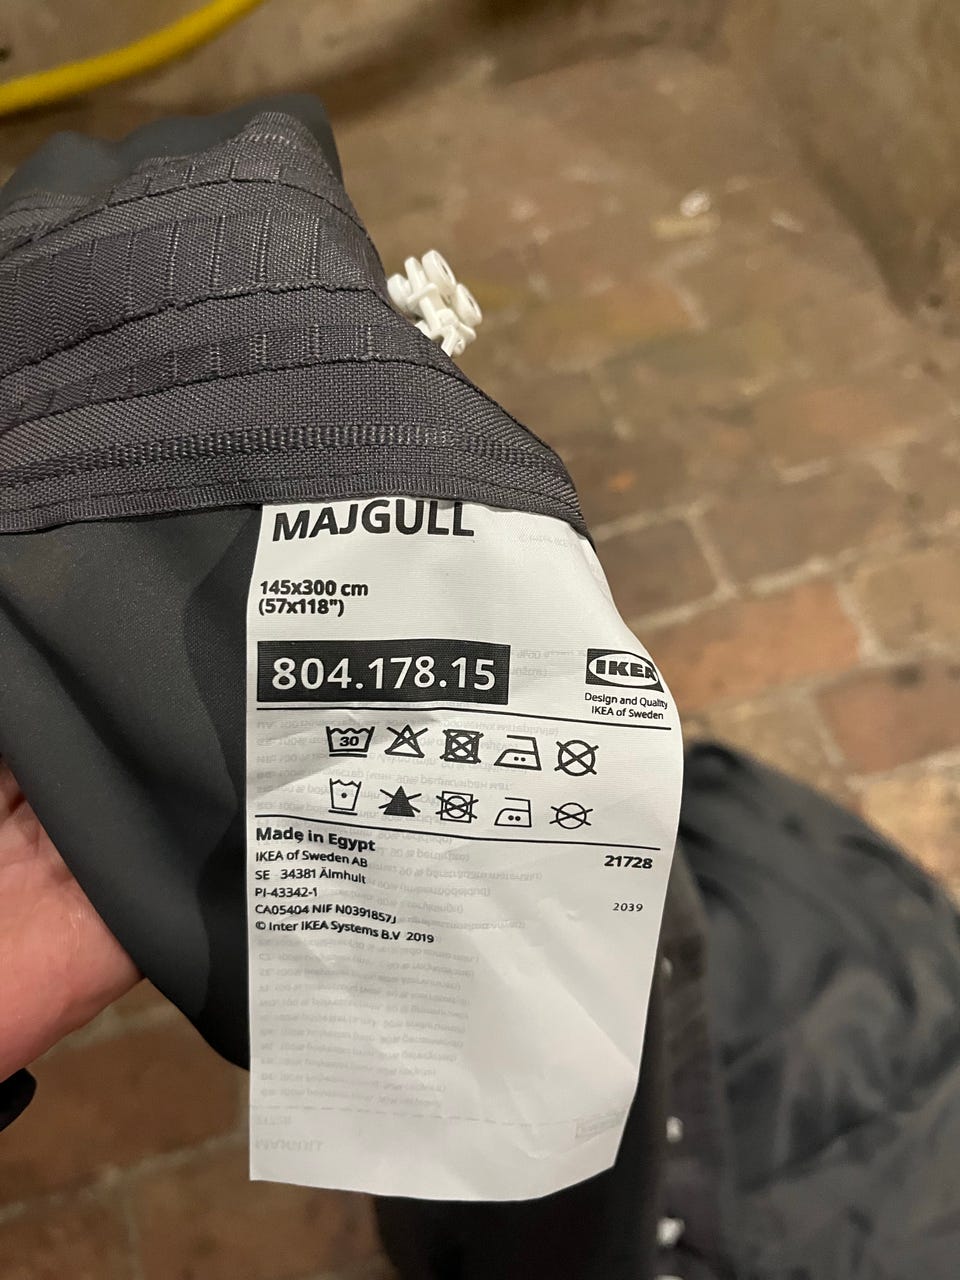 MAJGULL
145x300 cm
(57x118")
804.178.15
IKEA
Design and Quality
IKEA of Sweden
30
Made in Egypt
IKEA of Sweden AB
SE 34381 Älmhult
PI-43342-1
CA05404 NIF N0391857J
© Inter IKEA Systems B.V 2019
21728
2039